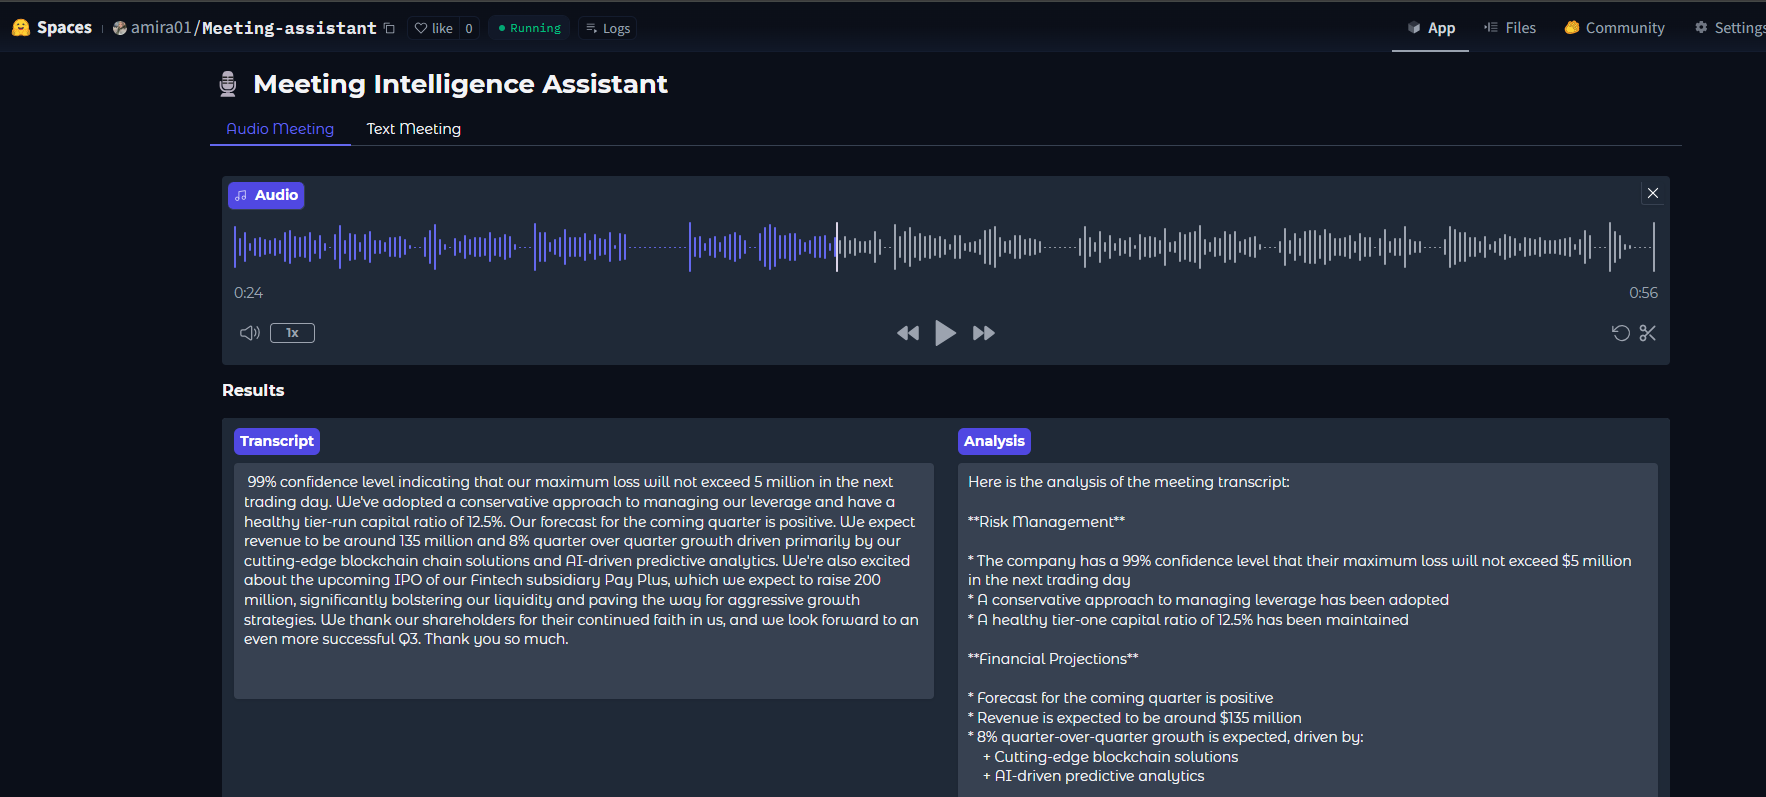 Spaces
amira01/Meeting-assistant
like 0
Running
Logs
App
Files
Community
Settings
Meeting Intelligence Assistant
Audio Meeting
Text Meeting
Audio
0:24
0:56
1x
Results
Transcript
99% confidence level indicating that our maximum loss will not exceed 5 million in the next
trading day. We've adopted a conservative approach to managing our leverage and have a
healthy tier-run capital ratio of 12.5%. Our forecast for the coming quarter is positive. We expect
revenue to be around 135 million and 8% quarter over quarter growth driven primarily by our
cutting-edge blockchain chain solutions and AI-driven predictive analytics. We're also excited
about the upcoming IPO of our Fintech subsidiary Pay Plus, which we expect to raise 200
million, significantly bolstering our liquidity and paving the way for aggressive growth
strategies. We thank our shareholders for their continued faith in us, and we look forward to an
even more successful Q3. Thank you so much.
Analysis
Here is the analysis of the meeting transcript:
**Risk Management**
* The company has a 99% confidence level that their maximum loss will not exceed $5 million
in the next trading day
* A conservative approach to managing leverage has been adopted
* A healthy tier-one capital ratio of 12.5% has been maintained
**Financial Projections**
* Forecast for the coming quarter is positive
* Revenue is expected to be around $135 million
* 8% quarter-over-quarter growth is expected, driven by:
+ Cutting-edge blockchain solutions
+ AI-driven predictive analytics